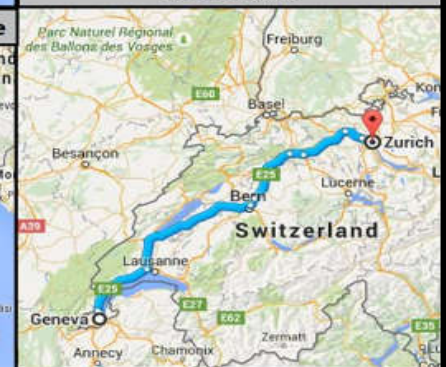 Parc Naturel Régional
des Ballons des Vosges
Freiburg
E60
Basel
Kon
Zurich
Besançon
E25
Lucerne
Bern
A39
Switzerland
Lausanne
E25
E27
Geneva
E62
Zermatt
E35
Annecy
Chamonix